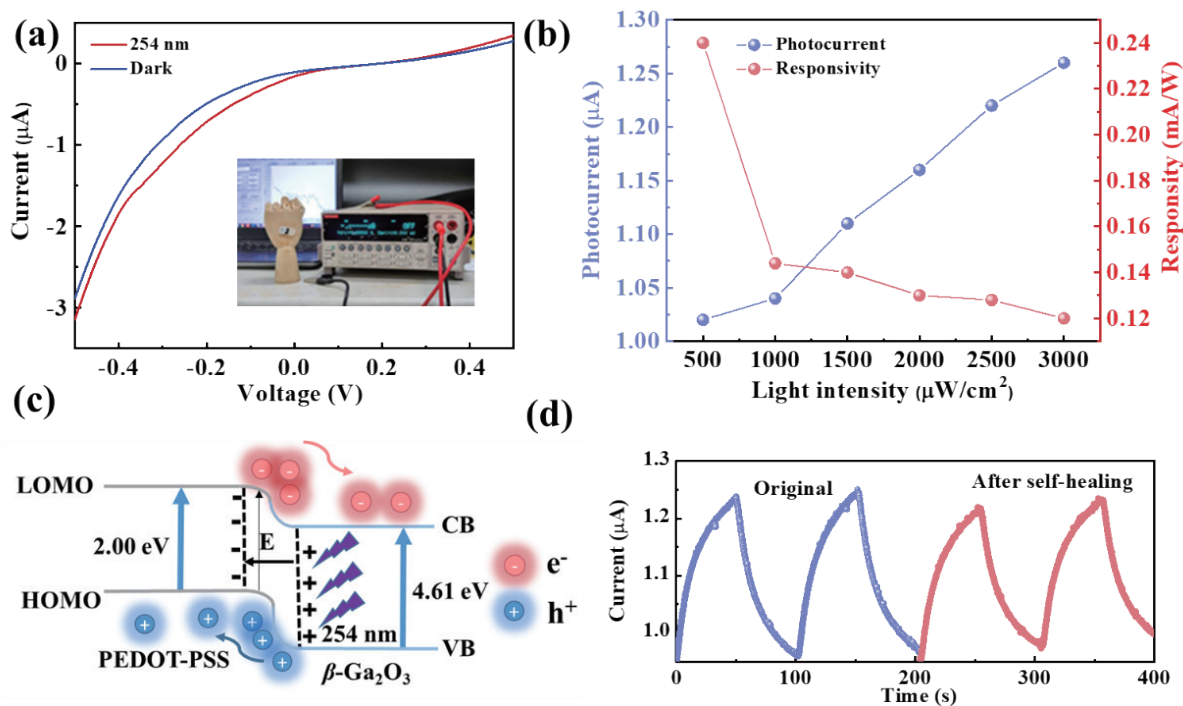 (a)
254 nm
Dark
0
-1
-2
-3
Current (μA)
-0.4
-0.2
0.0
0.2
0.4
Voltage (V)
OFF
(b)
Photocurrent
Responsivity
1.30
1.25
1.20
1.15
1.10
1.05
1.00
Photocurrent (μA)
0.24
0.22
0.20
0.18
0.16
0.14
0.12
Responsity (mA/W)
500
1000
1500
2000
2500
3000
Light intensity (μW/cm²)
(c)
LOMO
HOMO
2.00 eV
E
CB
VB
4.61 eV
254 nm
e⁻
h⁺
PEDOT-PSS
β-Ga₂O₃
(d)
Original
After self-healing
1.3
1.2
1.1
1.0
Current (μA)
0
100
200
300
400
Time (s)